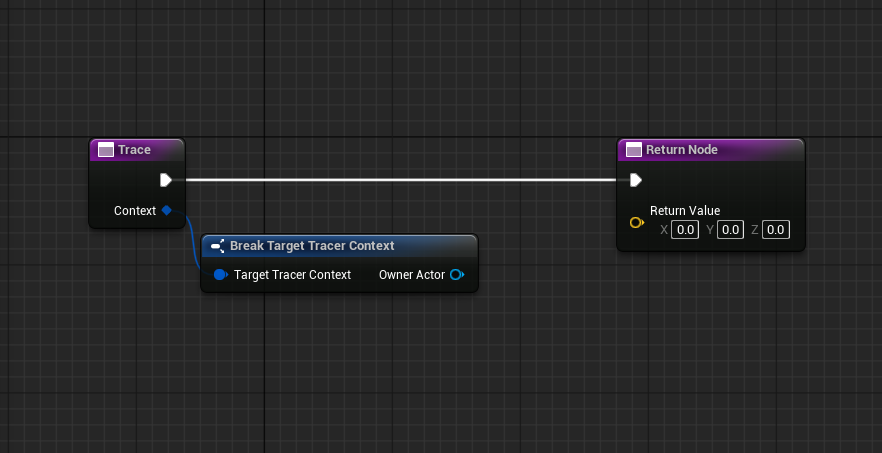 Trace
Context
Break Target Tracer Context
Target Tracer Context Owner Actor
Return Node
Return Value
X 0.0 Y 0.0 Z 0.0